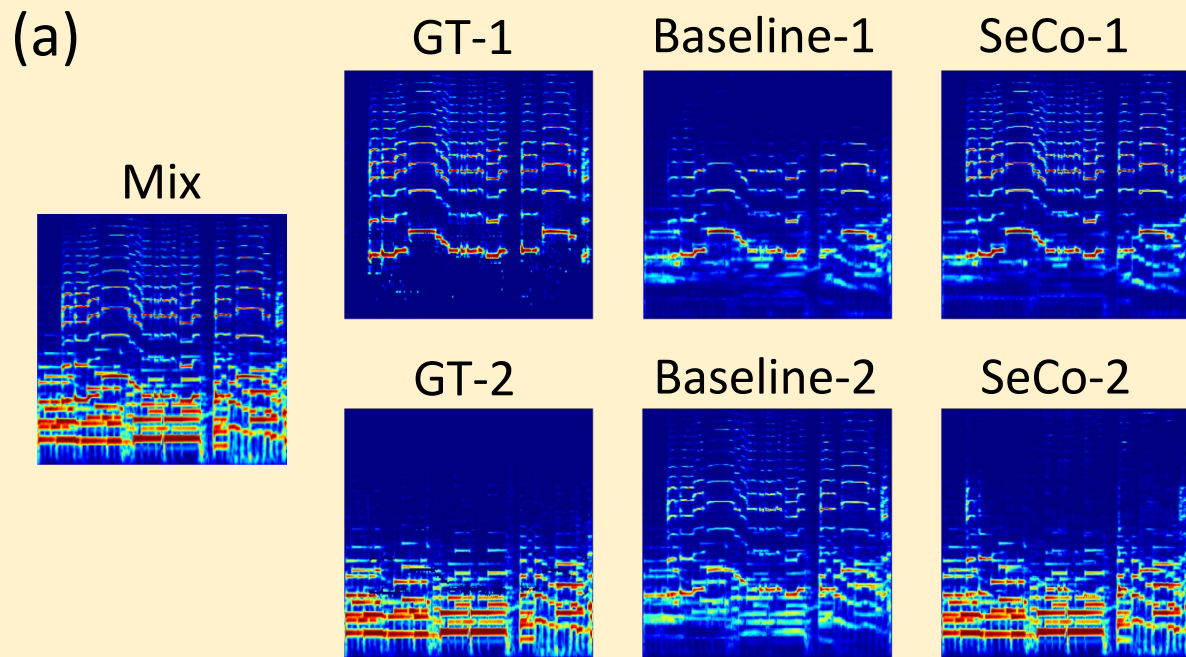 (a)
GT-1
Baseline-1
SeCo-1
Mix
GT-2
Baseline-2
SeCo-2